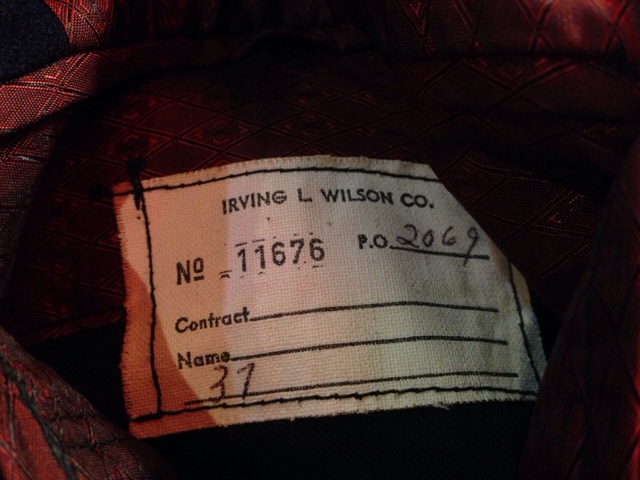 IRVING L. WILSON CO.
No 11676 P.O. 2069
Contract
Name
37